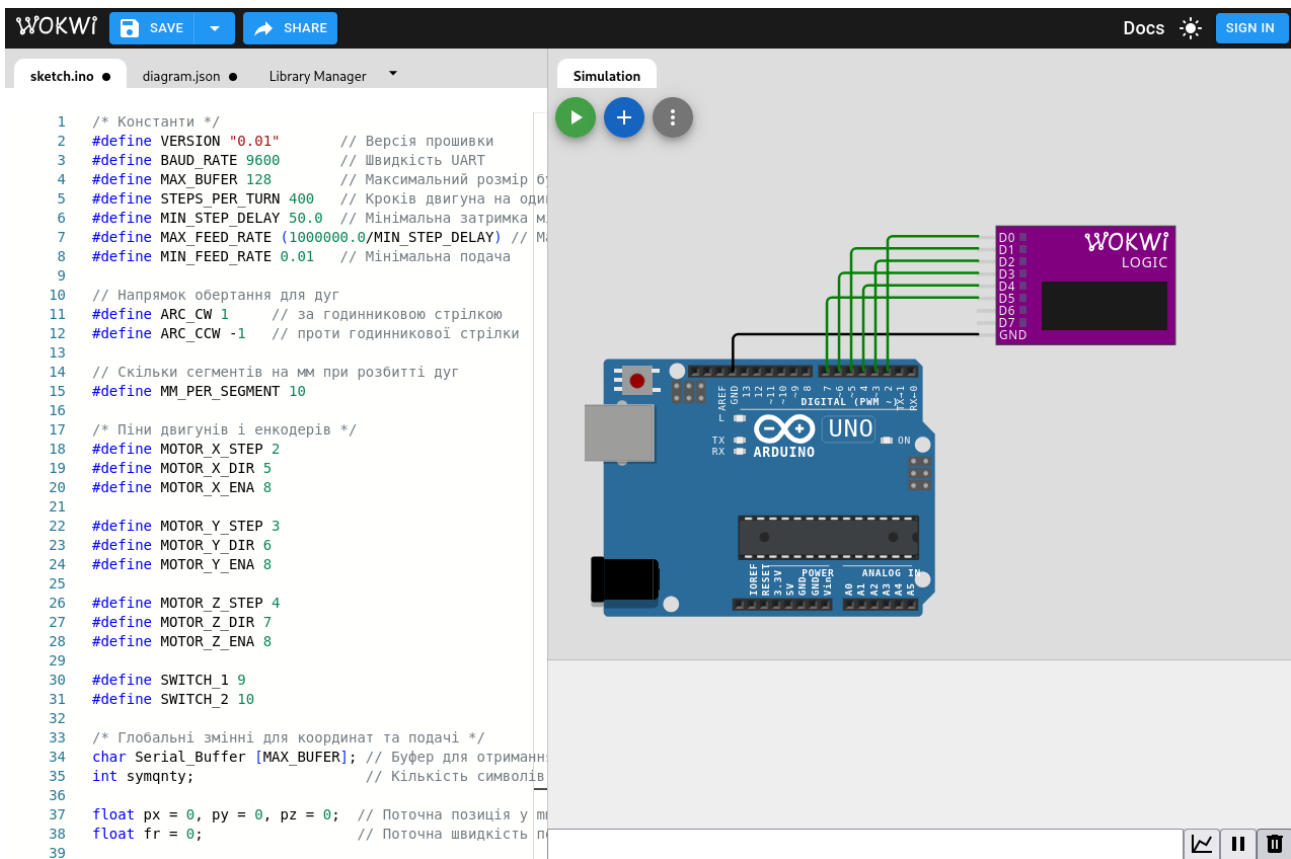 WOKWI SAVE SHARE Docs SIGN IN
sketch.ino ● diagram.json ● Library Manager
Simulation
1 /* Константи */
2 #define VERSION "0.01" // Версія прошивки
3 #define BAUD_RATE 9600 // Швидкість UART
4 #define MAX_BUFER 128 // Максимальний розмір б
5 #define STEPS_PER_TURN 400 // Кроків двигуна на оди
6 #define MIN_STEP_DELAY 50.0 // Мінімальна затримка м
7 #define MAX_FEED_RATE (1000000.0/MIN_STEP_DELAY) // М
8 #define MIN_FEED_RATE 0.01 // Мінімальна подача
9
10 // Напрямок обертання для дуг
11 #define ARC_CW 1 // за годинниковою стрілкою
12 #define ARC_CCW -1 // проти годинникової стрілки
13
14 // Скільки сегментів на мм при розбитті дуг
15 #define MM_PER_SEGMENT 10
16
17 /* Піни двигунів і енкодерів */
18 #define MOTOR_X_STEP 2
19 #define MOTOR_X_DIR 5
20 #define MOTOR_X_ENA 8
21
22 #define MOTOR_Y_STEP 3
23 #define MOTOR_Y_DIR 6
24 #define MOTOR_Y_ENA 8
25
26 #define MOTOR_Z_STEP 4
27 #define MOTOR_Z_DIR 7
28 #define MOTOR_Z_ENA 8
29
30 #define SWITCH_1 9
31 #define SWITCH_2 10
32
33 /* Глобальні змінні для координат та подачі */
34 char Serial_Buffer [MAX_BUFER]; // Буфер для отриманн
35 int symqnty; // Кількість символів
36
37 float px = 0, py = 0, pz = 0; // Поточна позиція у m
38 float fr = 0; // Поточна швидкість п
39
D0
D1
D2
D3
D4
D5
D6
D7
GND
WOKWI
LOGIC
AREF
GND
13
12
~11
~10
~9
8
7
~6
~5
4
~3
2
TX→1
RX←0
DIGITAL (PWM ~)
L
TX
RX
ARDUINO
UNO
ON
IOREF
RESET
3.3V
5V
GND
GND
Vin
POWER
ANALOG IN
A0
A1
A2
A3
A4
A5